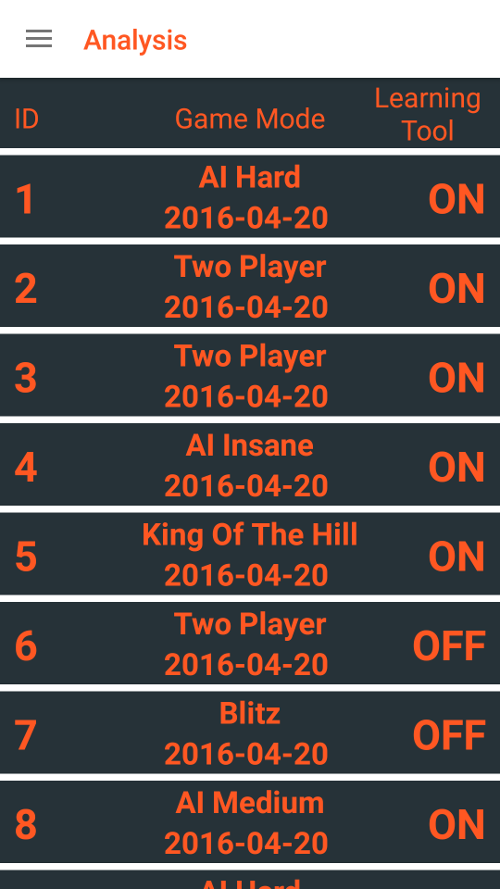 Analysis
ID Game Mode Learning Tool
1 AI Hard ON
2016-04-20
2 Two Player ON
2016-04-20
3 Two Player ON
2016-04-20
4 AI Insane ON
2016-04-20
5 King Of The Hill ON
2016-04-20
6 Two Player OFF
2016-04-20
7 Blitz OFF
2016-04-20
8 AI Medium ON
2016-04-20
AI Hard